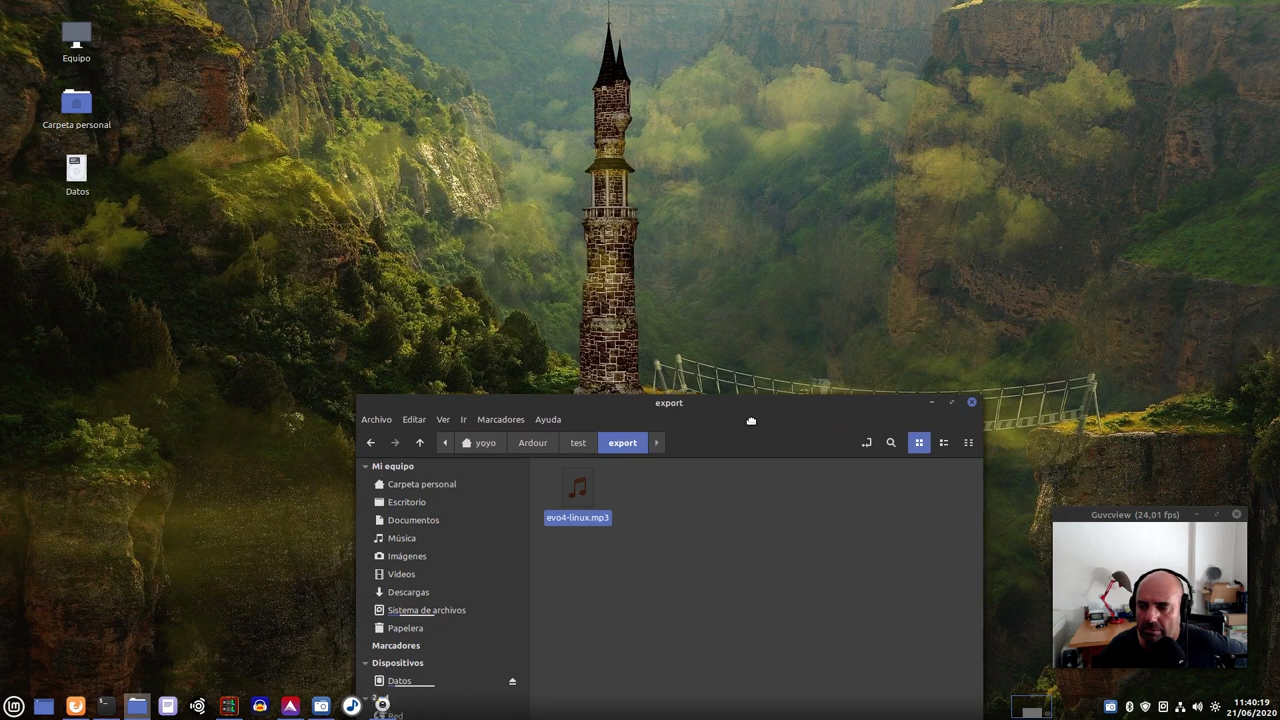 Equipo
Carpeta personal
Datos
export
Archivo Editar Ver Ir Marcadores Ayuda
yoyo Ardour test export
Mi equipo
Carpeta personal
Escritorio
Documentos
Música
Imágenes
Vídeos
Descargas
Sistema de archivos
Papelera
Marcadores
Dispositivos
Datos
Red
evo4-linux.mp3
Guvcview (24,01 fps)
11:40:19
21/06/2020